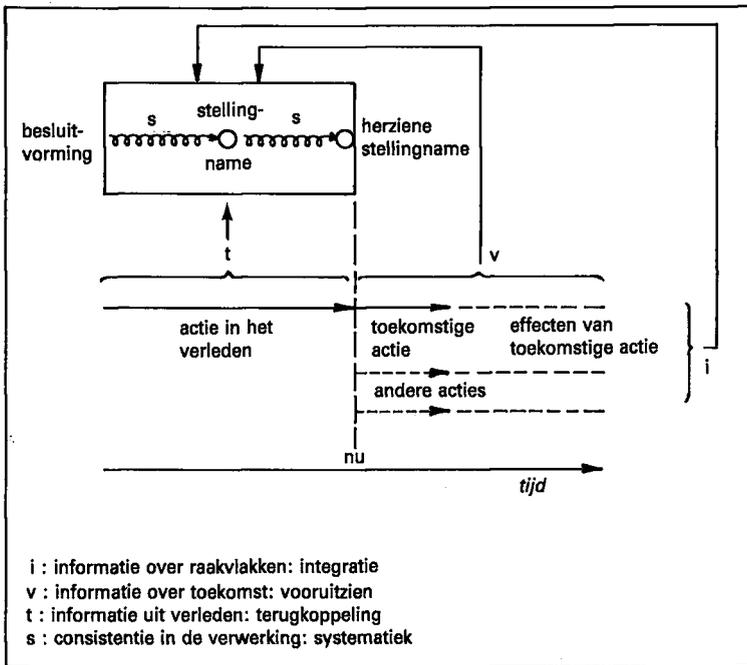 s
stelling-
s
besluit-
vorming
name
herziene
stellingname
t
v
actie in het
verleden
toekomstige
actie
effecten van
toekomstige actie
i
andere acties
nu
tijd
i : informatie over raakvlakken: integratie
v : informatie over toekomst: vooruitzien
t : informatie uit verleden: terugkoppeling
s : consistentie in de verwerking: systematiek